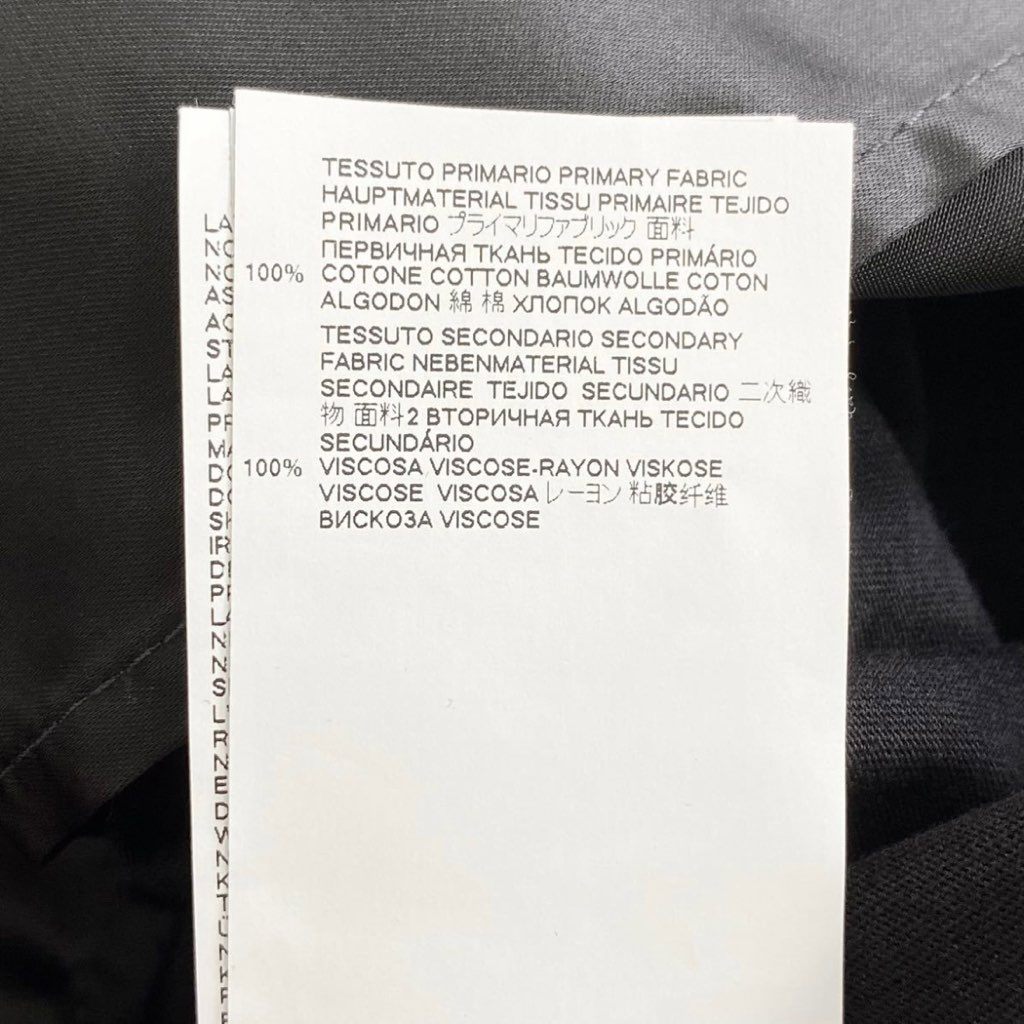 TESSUTO PRIMARIO PRIMARY FABRIC
HAUPTMATERIAL TISSU PRIMAIRE TEJIDO
PRIMARIO プライマリファブリック 面料
ПЕРВИЧНАЯ ТКАНЬ TECIDO PRIMÁRIO
100% COTONE COTTON BAUMWOLLE COTON
ALGODON 綿 棉 ХЛОПОК ALGODÃO
TESSUTO SECONDARIO SECONDARY
FABRIC NEBENMATERIAL TISSU
SECONDAIRE TEJIDO SECUNDARIO 二次織
物 面料2 ВТОРИЧНАЯ ТКАНЬ TECIDO
SECUNDÁRIO
100% VISCOSA VISCOSE-RAYON VISKOSE
VISCOSE VISCOSA レーヨン 粘胶纤维
ВИСКОЗА VISCOSE